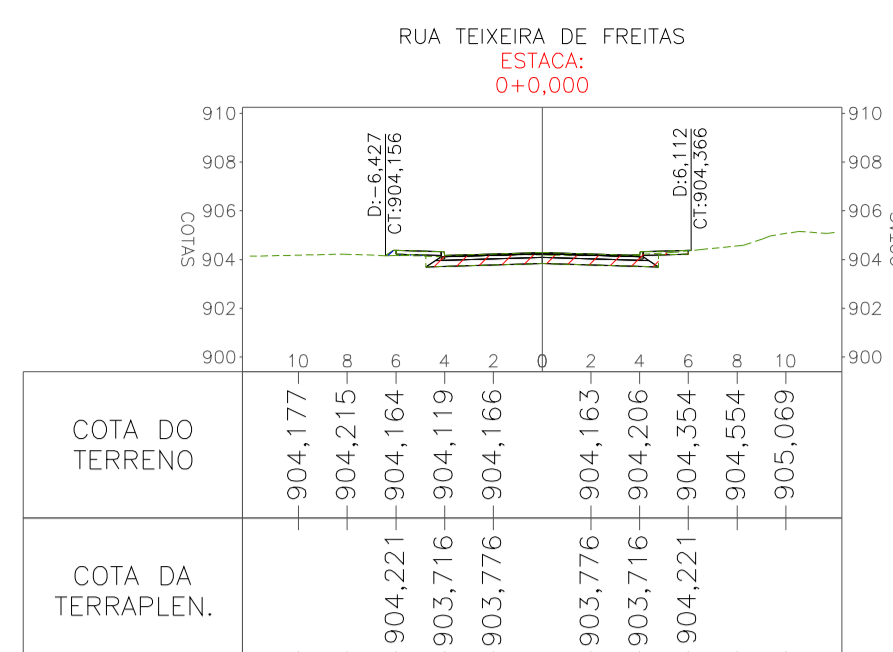 RUA TEIXEIRA DE FREITAS
ESTACA:
0+0,000
910
908
906
904
902
900
COTAS
D:-6,427
CT:904,156
D:6,112
CT:904,366
910
908
906
904
902
900
10 8 6 4 2 0 2 4 6 8 10
COTA DO
TERRENO
904,177
904,215
904,164
904,119
904,166
904,163
904,206
904,354
904,554
905,069
COTA DA
TERRAPLEN.
904,221
903,716
903,776
903,776
903,716
904,221